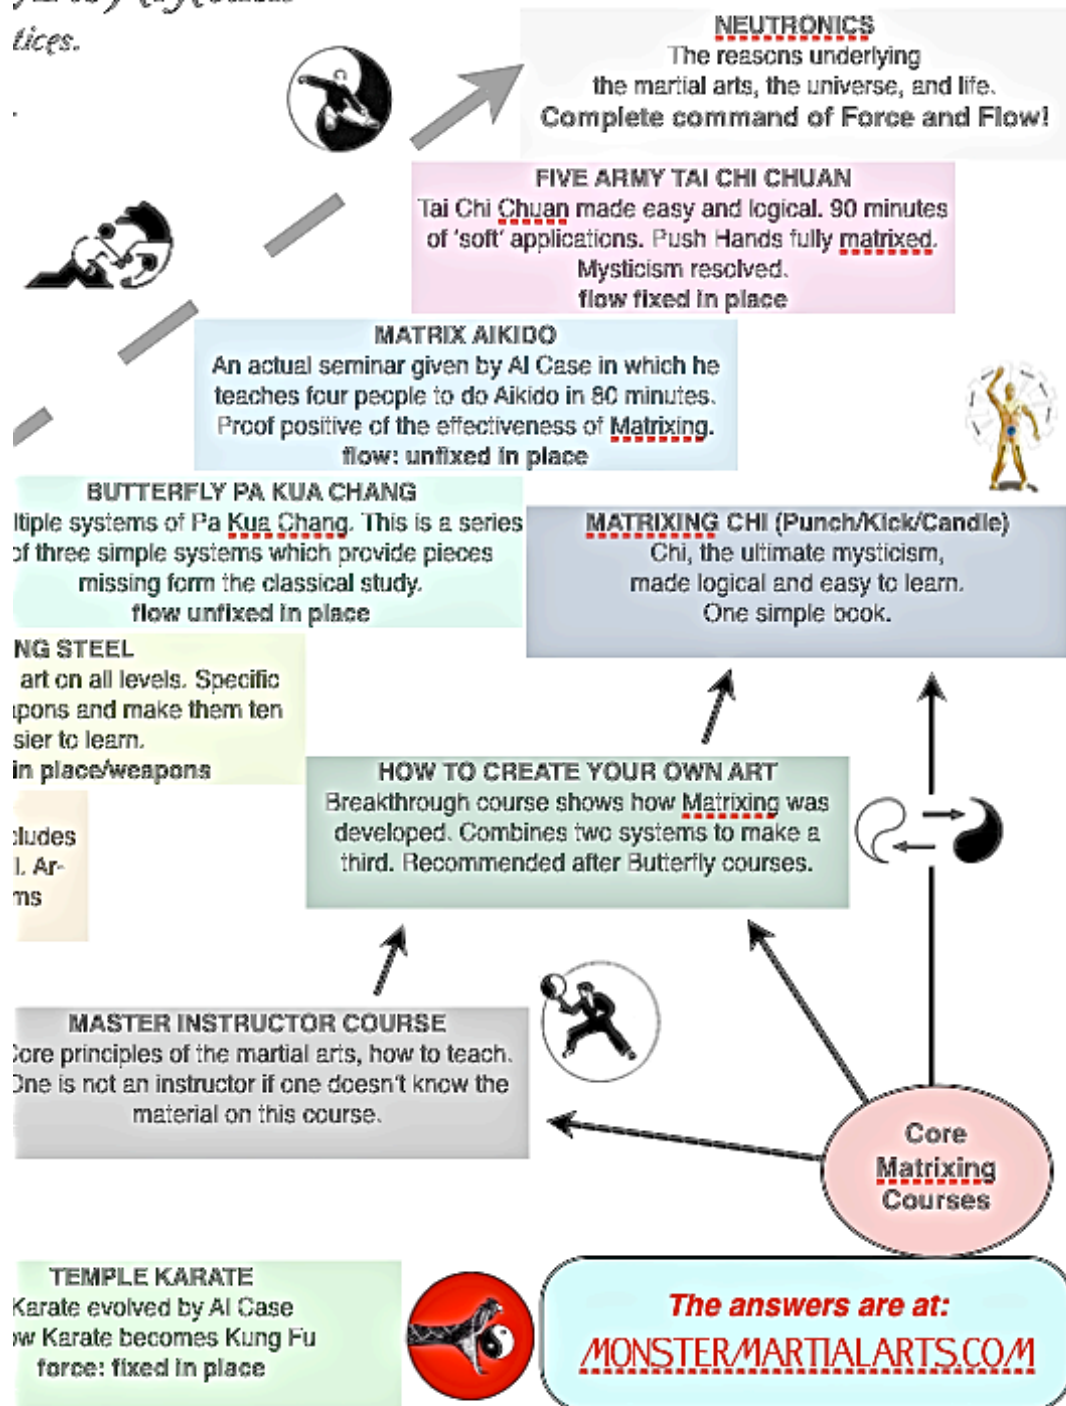 tices.
NEUTRONICS
The reasons underlying
the martial arts, the universe, and life.
Complete command of Force and Flow!
FIVE ARMY TAI CHI CHUAN
Tai Chi Chuan made easy and logical. 90 minutes
of ‘soft’ applications. Push Hands fully matrixed.
Mysticism resolved.
flow fixed in place
MATRIX AIKIDO
An actual seminar given by Al Case in which he
teaches four people to do Aikido in 80 minutes.
Proof positive of the effectiveness of Matrixing.
flow: unfixed in place
BUTTERFLY PA KUA CHANG
ltiple systems of Pa Kua Chang. This is a series
of three simple systems which provide pieces
missing form the classical study.
flow unfixed in place
MATRIXING CHI (Punch/Kick/Candle)
Chi, the ultimate mysticism,
made logical and easy to learn.
One simple book.
NG STEEL
art on all levels. Specific
apons and make them ten
sier to learn.
in place/weapons
HOW TO CREATE YOUR OWN ART
Breakthrough course shows how Matrixing was
developed. Combines two systems to make a
third. Recommended after Butterfly courses.
cludes
l. Ar-
ms
MASTER INSTRUCTOR COURSE
Core principles of the martial arts, how to teach.
One is not an instructor if one doesn't know the
material on this course.
Core
Matrixing
Courses
TEMPLE KARATE
Karate evolved by Al Case
ow Karate becomes Kung Fu
force: fixed in place
The answers are at:
MONSTERMARTIALARTS.COM